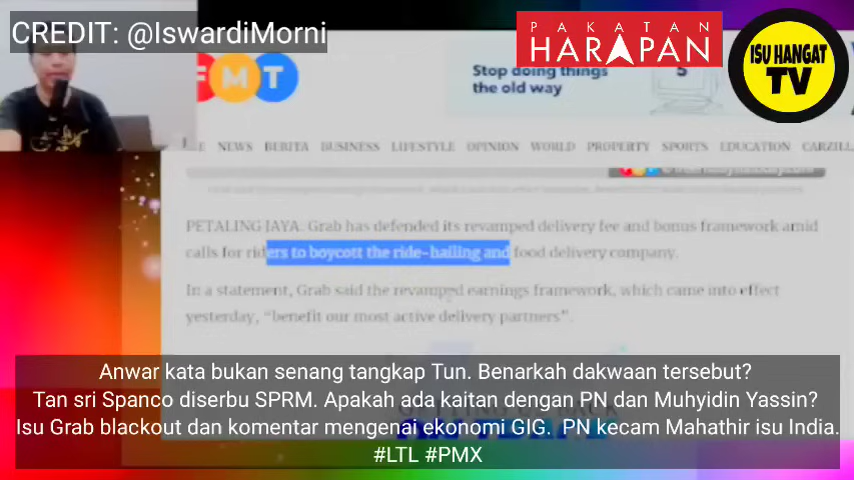 CREDIT: @IswardiMorni
PAKATAN
HARAPAN
ISU HANGAT
TV
FMT
Stop doing things
the old way
NEWS BERITA BUSINESS LIFESTYLE OPINION WORLD PROPERTY SPORTS EDUCATION CARZILL
PETALING JAYA: Grab has defended its revamped delivery fee and bonus framework amid
calls for riders to boycott the ride-hailing and food delivery company.
In a statement, Grab said the revamped earnings framework, which came into effect
yesterday, “benefit our most active delivery partners”.
Anwar kata bukan senang tangkap Tun. Benarkah dakwaan tersebut?
Tan sri Spanco diserbu SPRM. Apakah ada kaitan dengan PN dan Muhyidin Yassin?
Isu Grab blackout dan komentar mengenai ekonomi GIG. PN kecam Mahathir isu India.
#LTL #PMX